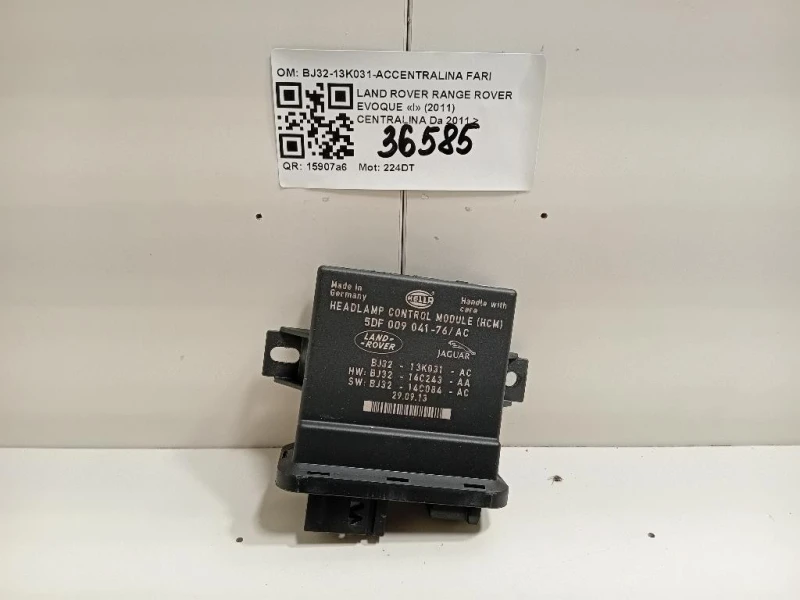 OM: BJ32-13K031-ACCENTRALINA FARI
LAND ROVER RANGE ROVER
EVOQUE «I» (2011)
CENTRALINA Da 2011 >
36585
QR: 15907a6 Mot: 224DT
Made in
Germany
HELLA
Handle with
care
HEADLAMP CONTROL MODULE (HCM)
5DF 009 041-76/AC
LAND-
-ROVER
JAGUAR
BJ32 - 13K031 - AC
HW: BJ32 - 14C243 - AA
SW: BJ32 - 14C084 - AC
29.09.13